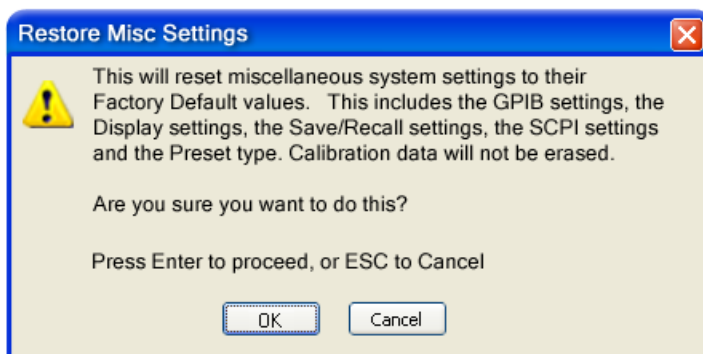 Restore Misc Settings
This will reset miscellaneous system settings to their
Factory Default values.   This includes the GPIB settings, the
Display settings, the Save/Recall settings, the SCPI settings
and the Preset type. Calibration data will not be erased.
Are you sure you want to do this?
Press Enter to proceed, or ESC to Cancel
OK
Cancel